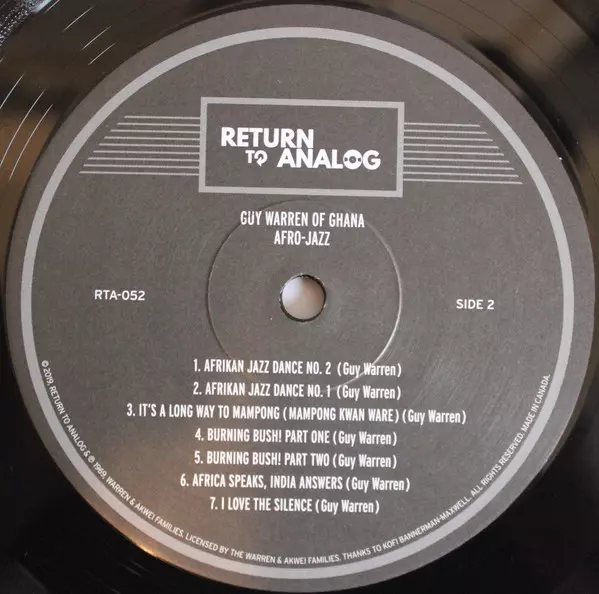 RETURN
TO ANALOG
GUY WARREN OF GHANA
AFRO-JAZZ
RTA-052
SIDE 2
1. AFRIKAN JAZZ DANCE NO. 2 (Guy Warren)
2. AFRIKAN JAZZ DANCE NO. 1 (Guy Warren)
3. IT'S A LONG WAY TO MAMPONG (MAMPONG KWAN WARE) (Guy Warren)
4. BURNING BUSH! PART ONE (Guy Warren)
5. BURNING BUSH! PART TWO (Guy Warren)
6. AFRICA SPEAKS, INDIA ANSWERS (Guy Warren)
7. I LOVE THE SILENCE (Guy Warren)
© 2019, RETURN TO ANALOG & ℗ 1969, WARREN & AKWEI FAMILIES. LICENSED BY THE WARREN & AKWEI FAMILIES. THANKS TO KOFI BANNERMAN-MAXWELL. ALL RIGHTS RESERVED. MADE IN CANADA.